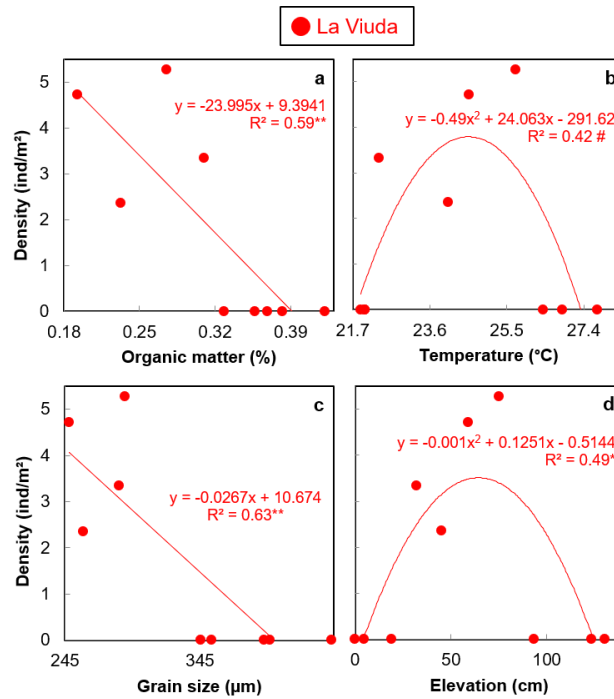 La Viuda
a
y = -23.995x + 9.3941
R² = 0.59**
Density (ind/m²)
5
4
3
2
1
0
0.18 0.25 0.32 0.39
Organic matter (%)
b
y = -0.49x² + 24.063x - 291.62
R² = 0.42 #
21.7 23.6 25.5 27.4
Temperature (°C)
c
y = -0.0267x + 10.674
R² = 0.63**
Density (ind/m²)
5
4
3
2
1
0
245 345
Grain size (µm)
d
y = -0.001x² + 0.1251x - 0.5144
R² = 0.49*
0 50 100
Elevation (cm)